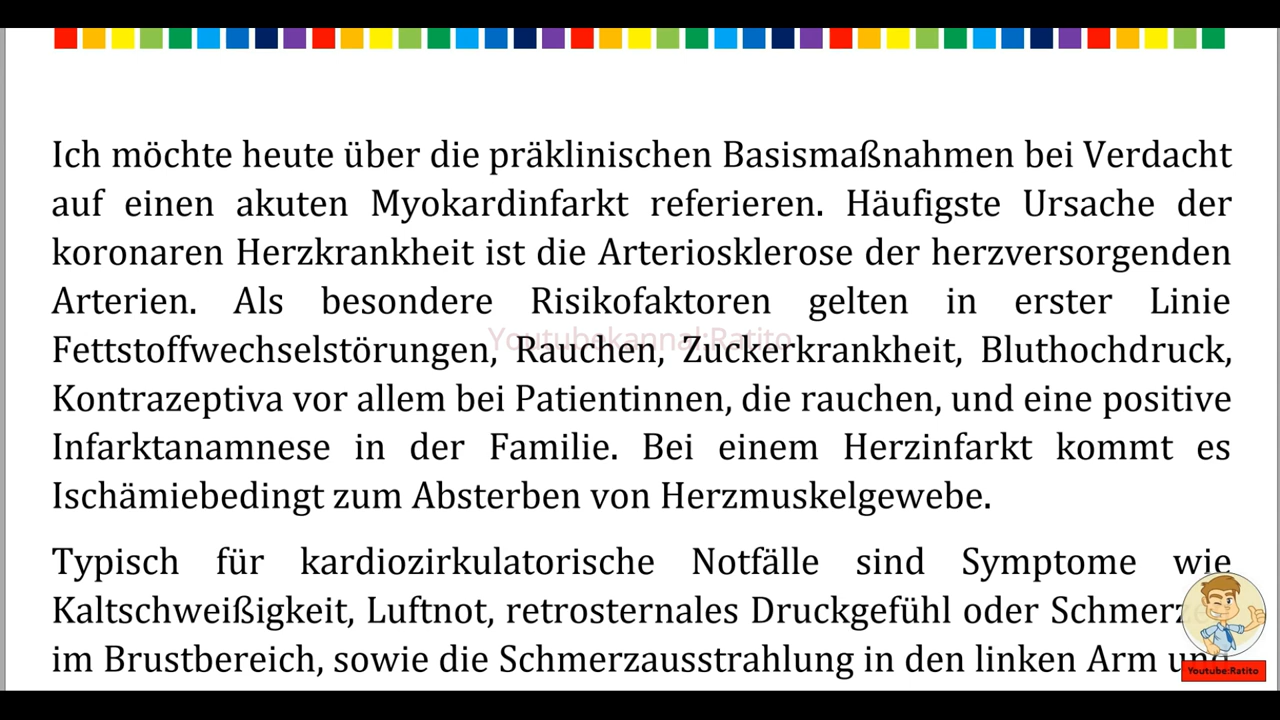 Ich möchte heute über die präklinischen Basismaßnahmen bei Verdacht
auf einen akuten Myokardinfarkt referieren. Häufigste Ursache der
koronaren Herzkrankheit ist die Arteriosklerose der herzversorgenden
Arterien. Als besondere Risikofaktoren gelten in erster Linie
Youtubekannal:Ratito
Fettstoffwechselstörungen, Rauchen, Zuckerkrankheit, Bluthochdruck,
Kontrazeptiva vor allem bei Patientinnen, die rauchen, und eine positive
Infarktanamnese in der Familie. Bei einem Herzinfarkt kommt es
Ischämiebedingt zum Absterben von Herzmuskelgewebe.
Typisch für kardiozirkulatorische Notfälle sind Symptome wie
Kaltschweißigkeit, Luftnot, retrosternales Druckgefühl oder Schmerzen
im Brustbereich, sowie die Schmerzausstrahlung in den linken Arm und
Youtube:Ratito